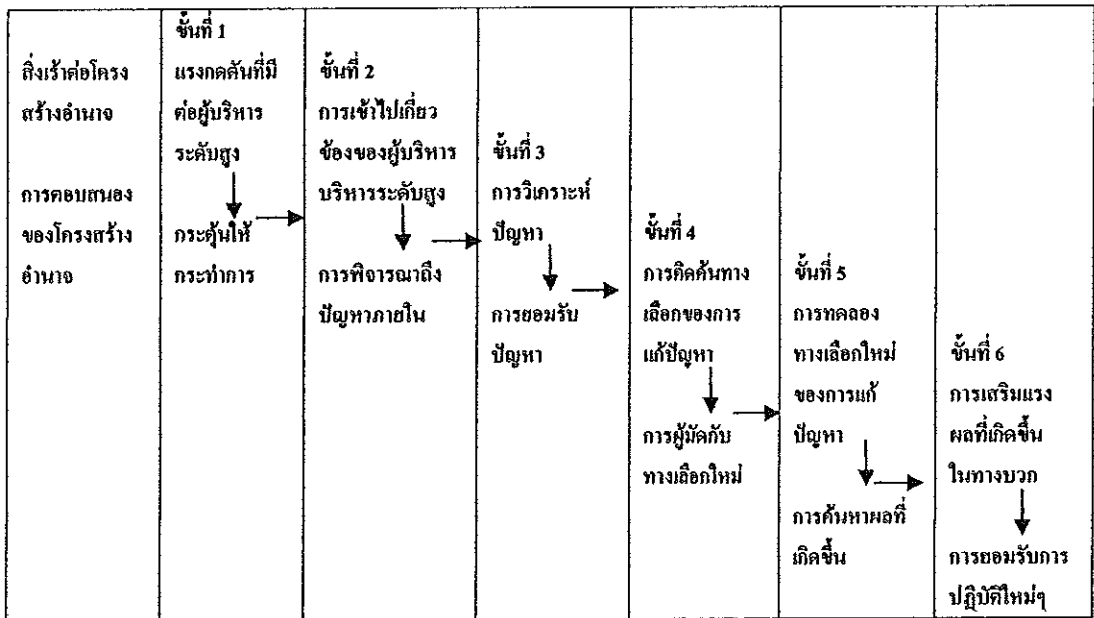 สิ่งเร้าต่อโครง
สร้างอำนาจ
การตอบสนอง
ของโครงสร้าง
อำนาจ
ขั้นที่ 1
แรงกดดันที่มี
ต่อผู้บริหาร
ระดับสูง
กระตุ้นให้
กระทำการ
ขั้นที่ 2
การเข้าไปเกี่ยว
ข้องของผู้บริหาร
บริหารระดับสูง
การพิจารณาถึง
ปัญหาภายใน
ขั้นที่ 3
การวิเคราะห์
ปัญหา
การยอมรับ
ปัญหา
ขั้นที่ 4
การคิดค้นทาง
เลือกของการ
แก้ปัญหา
การผู้มัดกับ
ทางเลือกใหม่
ขั้นที่ 5
การทดลอง
ทางเลือกใหม่
ของการแก้
ปัญหา
การค้นหาผลที่
เกิดขึ้น
ขั้นที่ 6
การเสริมแรง
ผลที่เกิดขึ้น
ในทางบวก
การยอมรับการ
ปฏิบัติใหม่ๆ